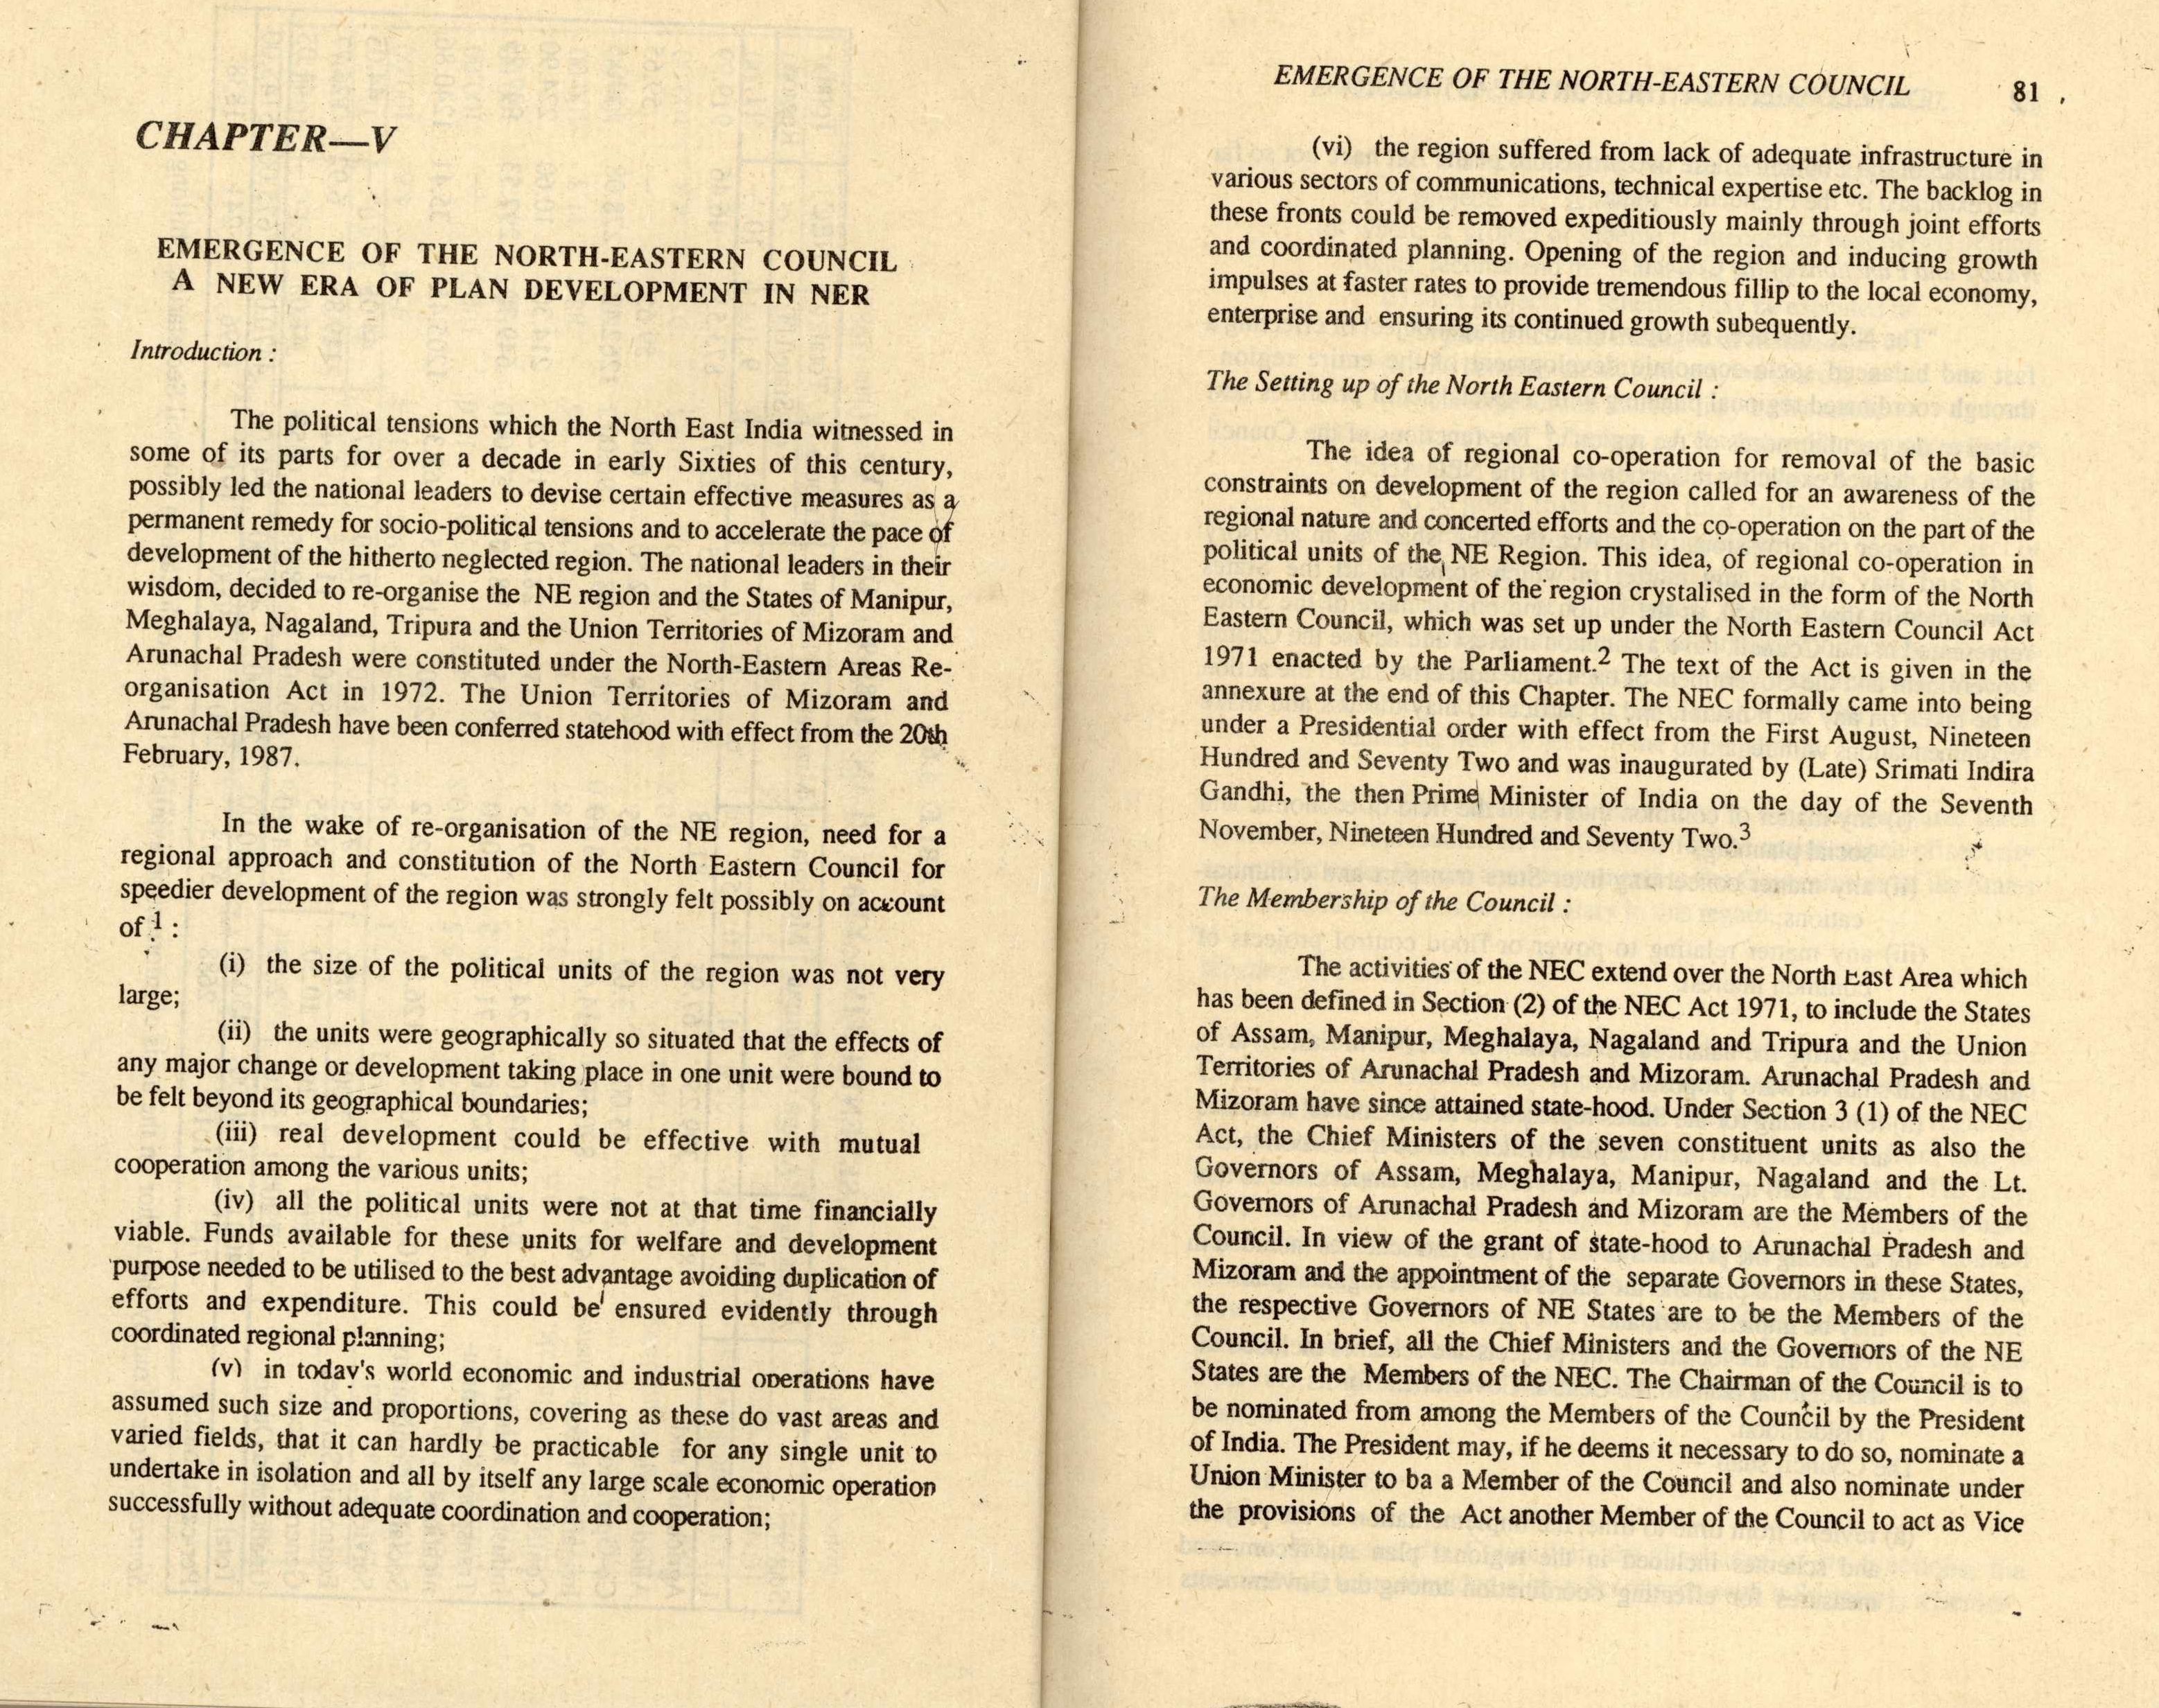 CHAPTER—V
EMERGENCE OF THE NORTH-EASTERN COUNCIL
A NEW ERA OF PLAN DEVELOPMENT IN NER
Introduction :
The political tensions which the North East India witnessed in
some of its parts for over a decade in early Sixties of this century,
possibly led the national leaders to devise certain effective measures as a
permanent remedy for socio-political tensions and to accelerate the pace of
development of the hitherto neglected region. The national leaders in their
wisdom, decided to re-organise the NE region and the States of Manipur,
Meghalaya, Nagaland, Tripura and the Union Territories of Mizoram and
Arunachal Pradesh were constituted under the North-Eastern Areas Re-
organisation Act in 1972. The Union Territories of Mizoram and
Arunachal Pradesh have been conferred statehood with effect from the 20th
February, 1987.
In the wake of re-organisation of the NE region, need for a
regional approach and constitution of the North Eastern Council for
speedier development of the region was strongly felt possibly on account
of 1 :
(i) the size of the political units of the region was not very
large;
(ii) the units were geographically so situated that the effects of
any major change or development taking place in one unit were bound to
be felt beyond its geographical boundaries;
(iii) real development could be effective with mutual
cooperation among the various units;
(iv) all the political units were not at that time financially
viable. Funds available for these units for welfare and development
purpose needed to be utilised to the best advantage avoiding duplication of
efforts and expenditure. This could be ensured evidently through
coordinated regional planning;
(v) in today's world economic and industrial operations have
assumed such size and proportions, covering as these do vast areas and
varied fields, that it can hardly be practicable for any single unit to
undertake in isolation and all by itself any large scale economic operation
successfully without adequate coordination and cooperation;
EMERGENCE OF THE NORTH-EASTERN COUNCIL 81
(vi) the region suffered from lack of adequate infrastructure in
various sectors of communications, technical expertise etc. The backlog in
these fronts could be removed expeditiously mainly through joint efforts
and coordinated planning. Opening of the region and inducing growth
impulses at faster rates to provide tremendous fillip to the local economy,
enterprise and ensuring its continued growth subequently.
The Setting up of the North Eastern Council :
The idea of regional co-operation for removal of the basic
constraints on development of the region called for an awareness of the
regional nature and concerted efforts and the co-operation on the part of the
political units of the NE Region. This idea, of regional co-operation in
economic development of the region crystalised in the form of the North
Eastern Council, which was set up under the North Eastern Council Act
1971 enacted by the Parliament.2 The text of the Act is given in the
annexure at the end of this Chapter. The NEC formally came into being
under a Presidential order with effect from the First August, Nineteen
Hundred and Seventy Two and was inaugurated by (Late) Srimati Indira
Gandhi, the then Prime Minister of India on the day of the Seventh
November, Nineteen Hundred and Seventy Two.3
The Membership of the Council :
The activities of the NEC extend over the North East Area which
has been defined in Section (2) of the NEC Act 1971, to include the States
of Assam, Manipur, Meghalaya, Nagaland and Tripura and the Union
Territories of Arunachal Pradesh and Mizoram. Arunachal Pradesh and
Mizoram have since attained state-hood. Under Section 3 (1) of the NEC
Act, the Chief Ministers of the seven constituent units as also the
Governors of Assam, Meghalaya, Manipur, Nagaland and the Lt.
Governors of Arunachal Pradesh and Mizoram are the Members of the
Council. In view of the grant of state-hood to Arunachal Pradesh and
Mizoram and the appointment of the separate Governors in these States,
the respective Governors of NE States are to be the Members of the
Council. In brief, all the Chief Ministers and the Governors of the NE
States are the Members of the NEC. The Chairman of the Council is to
be nominated from among the Members of the Council by the President
of India. The President may, if he deems it necessary to do so, nominate a
Union Minister to ba a Member of the Council and also nominate under
the provisions of the Act another Member of the Council to act as Vice